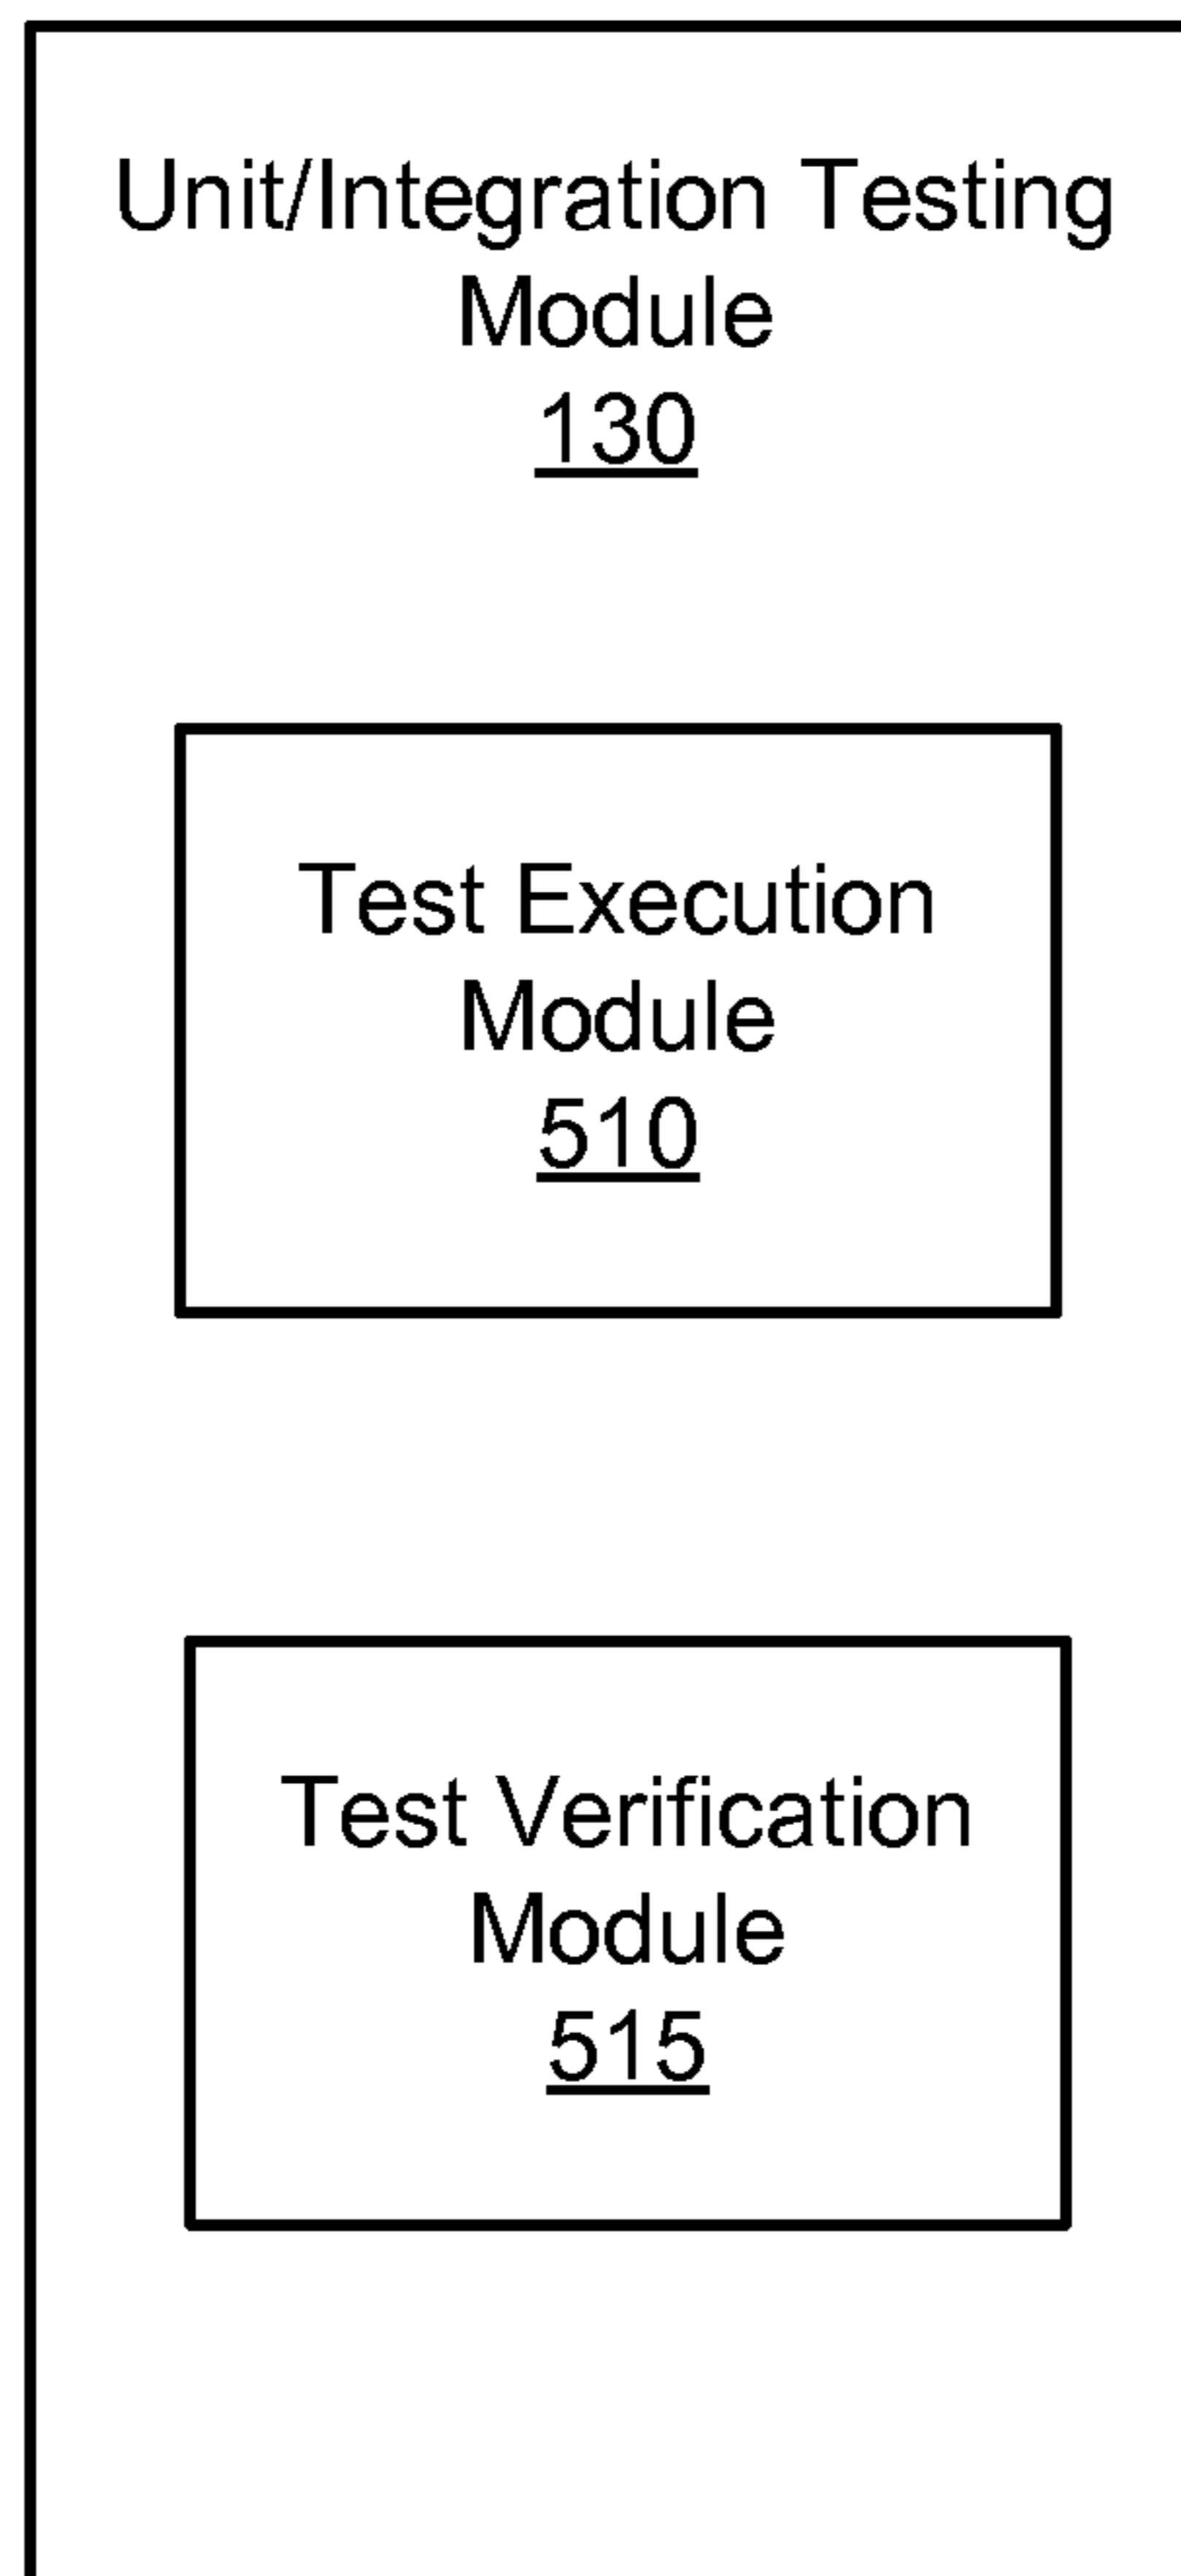 Unit/Integration Testing
Module
130
Test Execution
Module
510
Test Verification
Module
515